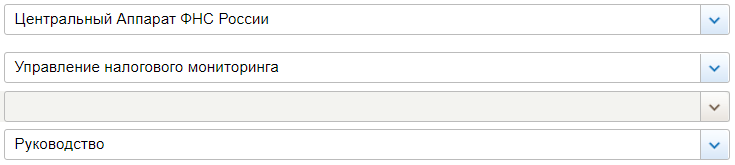 Центральный Аппарат ФНС России
Управление налогового мониторинга
Руководство